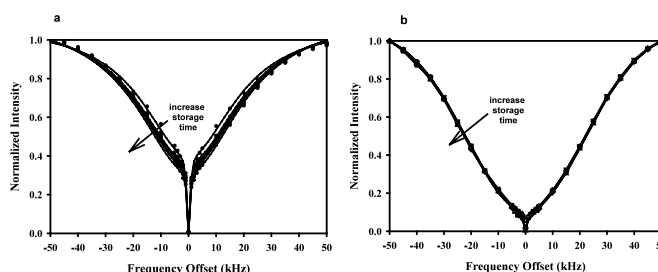 a
b
1.0
0.8
0.6
0.4
0.2
0.0
Normalized Intensity
increase
storage
time
-50 -40 -30 -20 -10 0 10 20 30 40 50
Frequency Offset (kHz)
1.0
0.8
0.6
0.4
0.2
0.0
Normalized Intensity
increase
storage
time
-50 -40 -30 -20 -10 0 10 20 30 40 50
Frequency Offset (kHz)